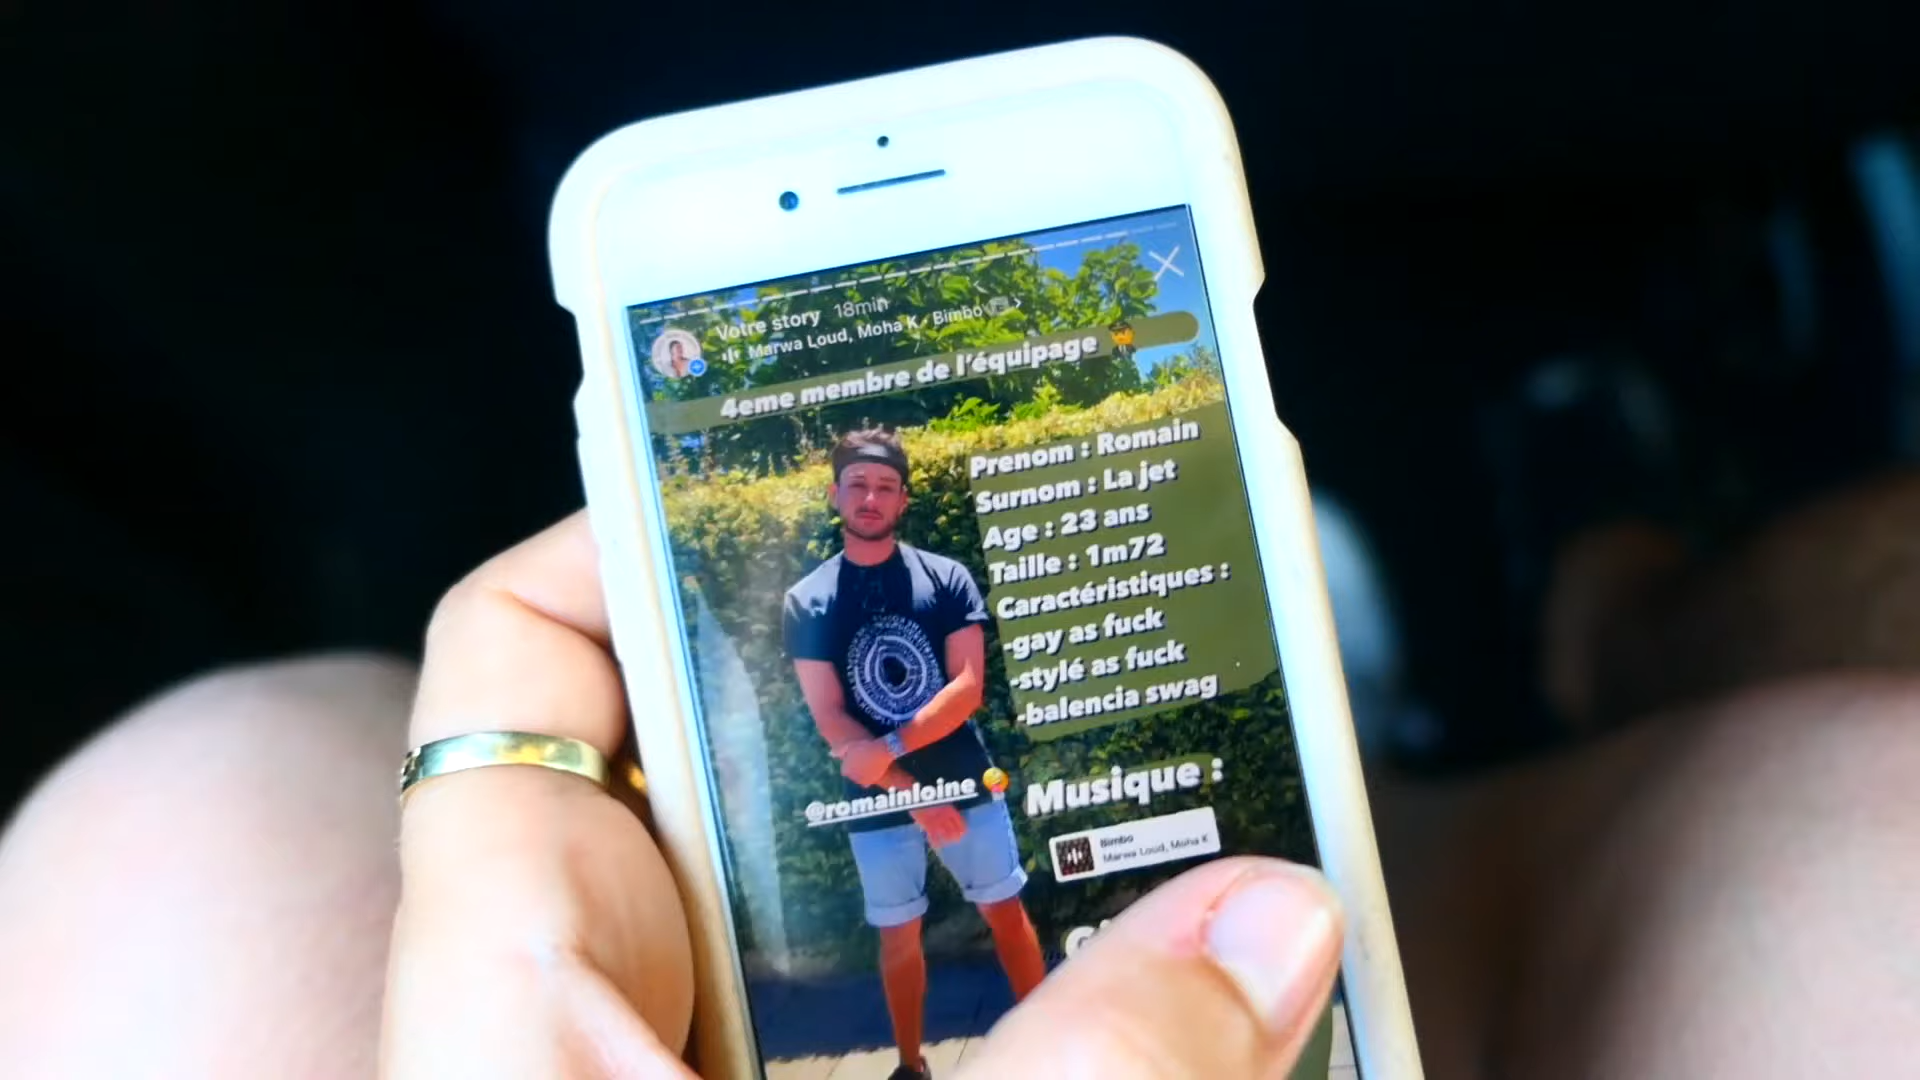 Votre story 18min
Marwa Loud, Moha K - Bimbo
4eme membre de l'équipage
Prenom : Romain
Surnom : La jet
Age : 23 ans
Taille : 1m72
Caractéristiques :
-gay as fuck
-stylé as fuck
-balencia swag
@romainloine
Musique :
Bimbo
Marwa Loud, Moha K